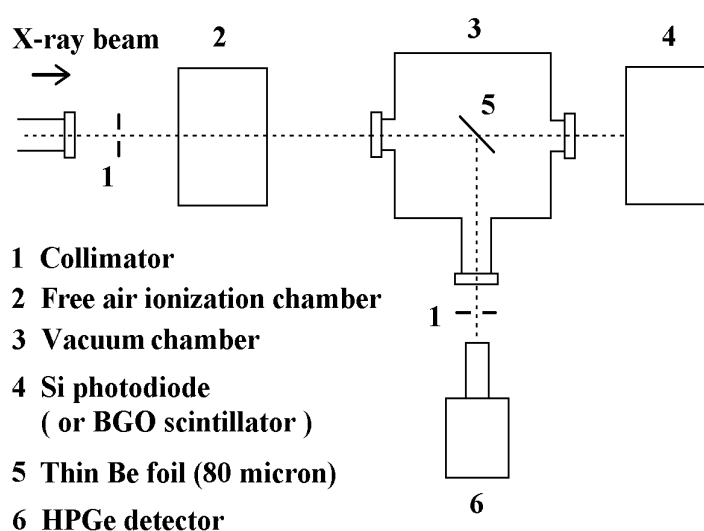 X-ray beam
2
3
4
5
1
1
6
1 Collimator
2 Free air ionization chamber
3 Vacuum chamber
4 Si photodiode
( or BGO scintillator )
5 Thin Be foil (80 micron)
6 HPGe detector